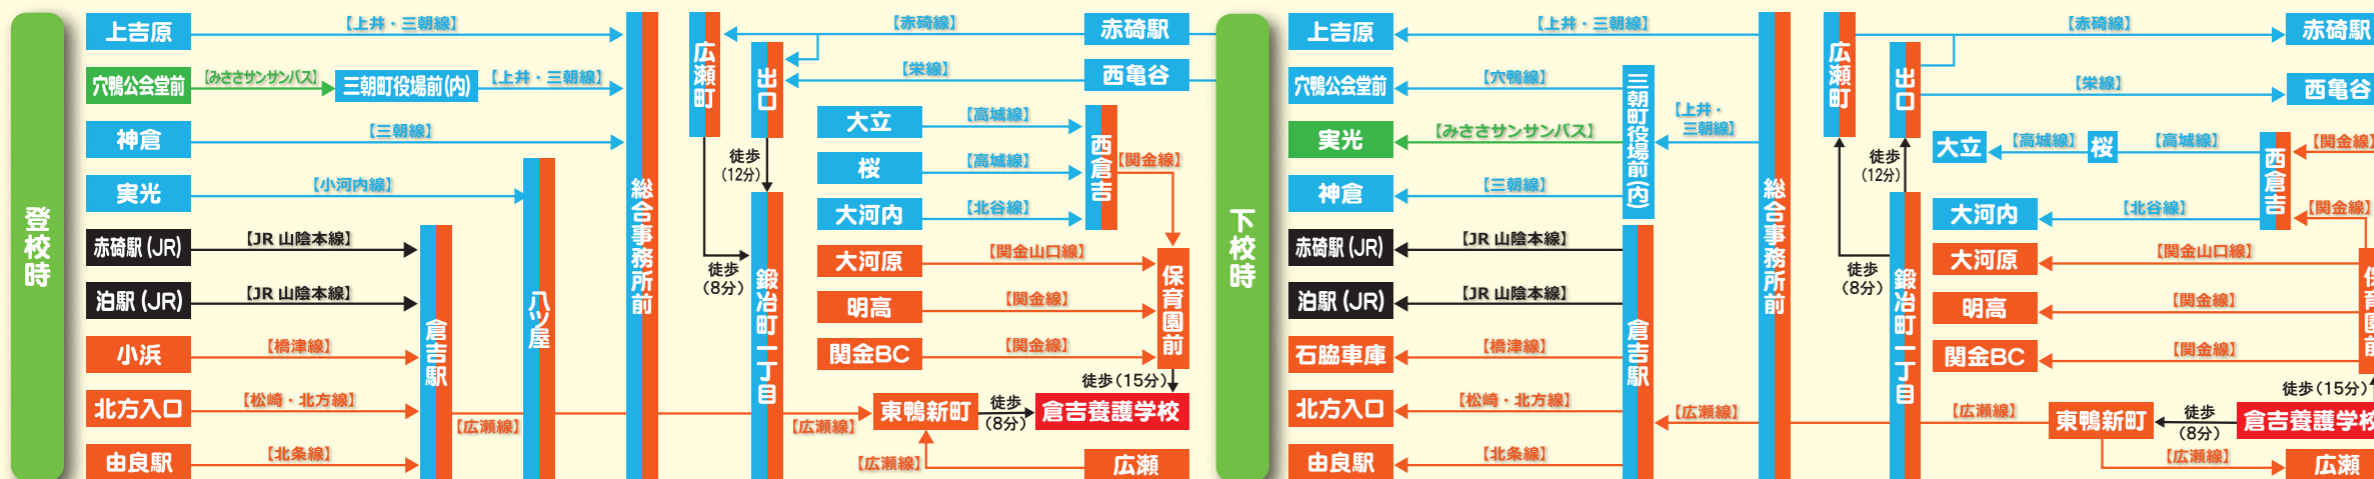 登校時
上吉原
【上井・三朝線】
穴鴨公会堂前
【みささサンサンバス】
三朝町役場前(内)
【上井・三朝線】
神倉
【三朝線】
実光
【小河内線】
赤碕駅(JR)
【JR 山陰本線】
泊駅(JR)
【JR 山陰本線】
小浜
【橋津線】
北方入口
【松崎・北方線】
由良駅
【北条線】
倉吉駅
【広瀬線】
八ツ屋
総合事務所前
広瀬町
出口
【赤碕線】
赤碕駅
【栄線】
西亀谷
徒歩
(12分)
徒歩
(8分)
鍛冶町一丁目
大立
【高城線】
桜
【高城線】
大河内
【北谷線】
西倉吉
【関金線】
大河原
【関金山口線】
明高
【関金線】
関金BC
【関金線】
保育園前
徒歩(15分)
【広瀬線】
東鴨新町
徒歩
(8分)
倉吉養護学校
【広瀬線】
広瀬
下校時
上吉原
【上井・三朝線】
穴鴨公会堂前
【穴鴨線】
実光
【みささサンサンバス】
神倉
【三朝線】
三朝町役場前(内)
【上井・
三朝線】
赤碕駅(JR)
【JR 山陰本線】
泊駅(JR)
【JR 山陰本線】
石脇車庫
【橋津線】
北方入口
【松崎・北方線】
由良駅
【北条線】
倉吉駅
【広瀬線】
総合事務所前
広瀬町
出口
【赤碕線】
赤碕駅
【栄線】
西亀谷
徒歩
(12分)
徒歩
(8分)
鍛冶町一丁目
大立
【高城線】
桜
【高城線】
西倉吉
【関金線】
大河内
【北谷線】
【関金線】
大河原
【関金山口線】
明高
【関金線】
関金BC
【関金線】
保育園前
徒歩(15分)
【広瀬線】
東鴨新町
徒歩
(8分)
倉吉養護学校
【広瀬線】
広瀬